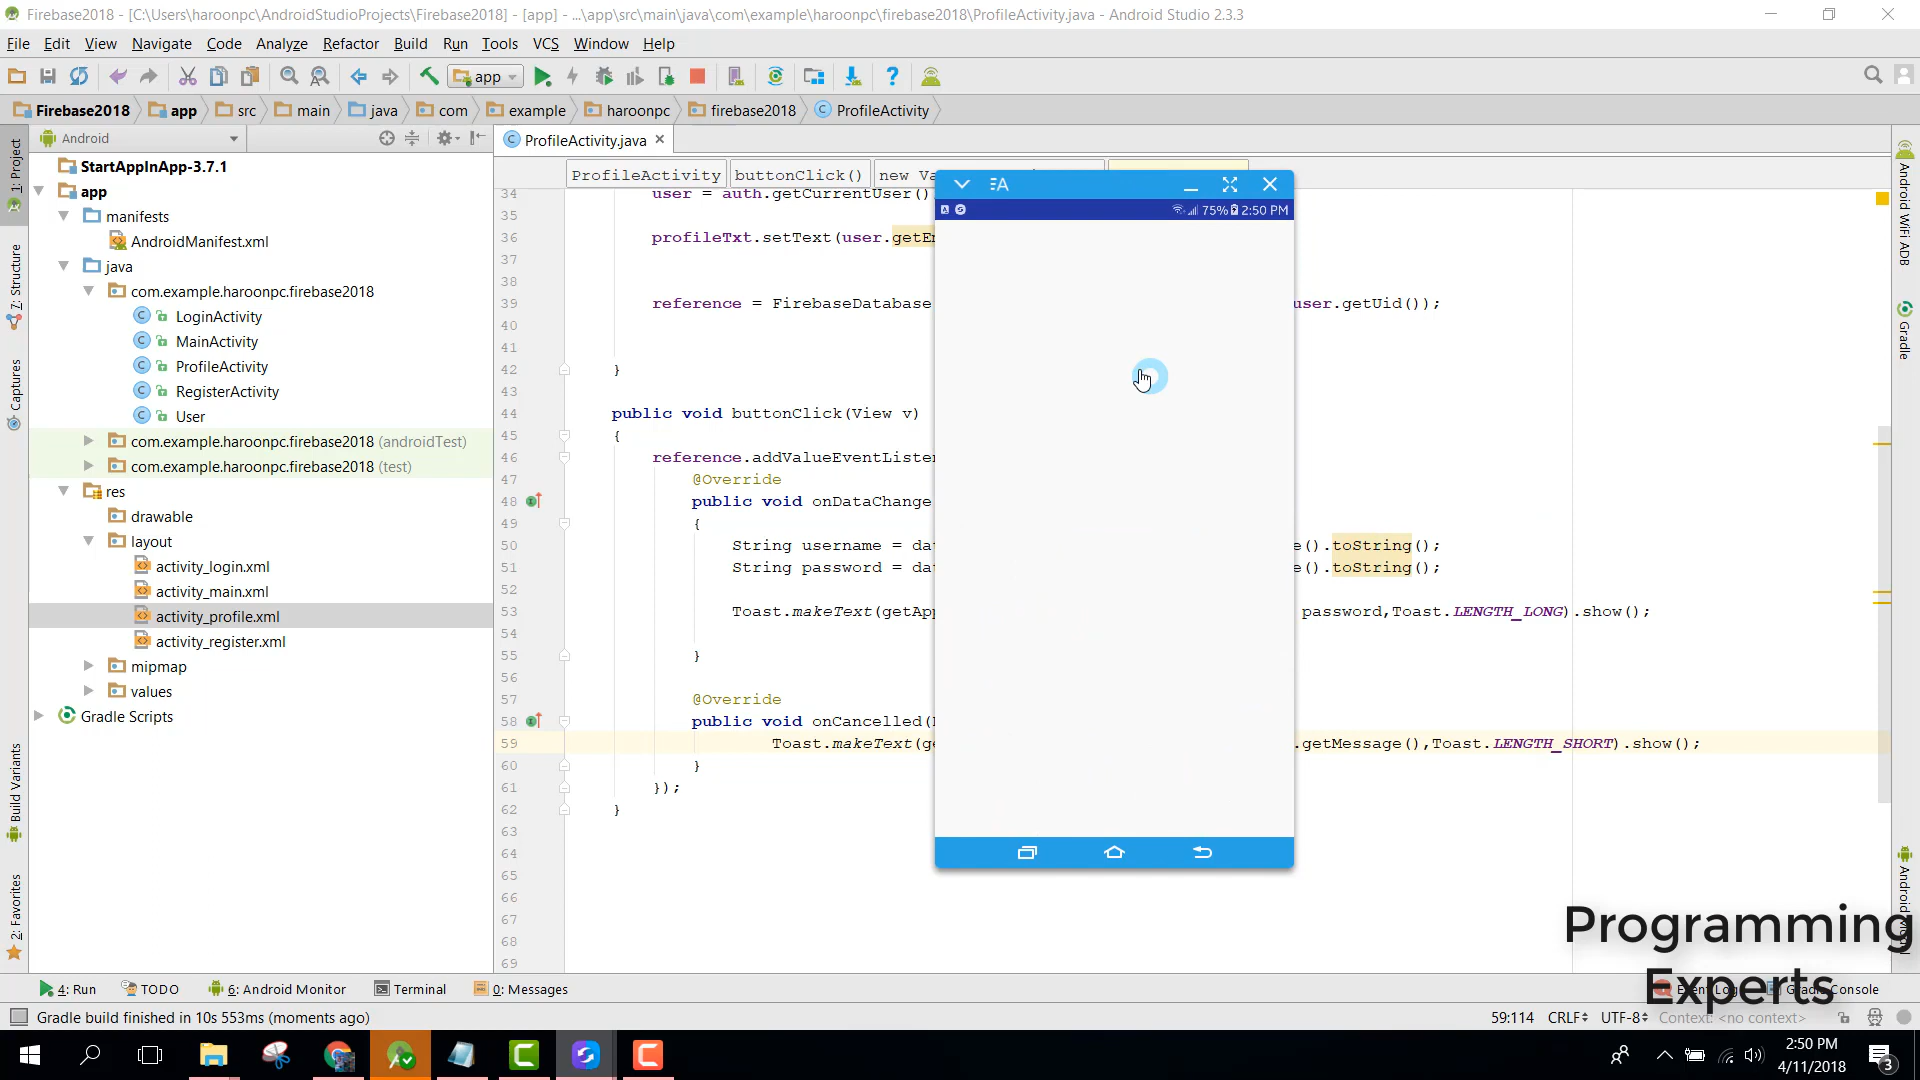 Firebase2018 - [C:\Users\haroonpc\AndroidStudioProjects\Firebase2018] - [app] - ...\app\src\main\java\com\example\haroonpc\firebase2018\ProfileActivity.java - Android Studio 2.3.3
File Edit View Navigate Code Analyze Refactor Build Run Tools VCS Window Help
app
Firebase2018 app src main java com example haroonpc firebase2018 ProfileActivity
Android
ProfileActivity.java
1: Project
7: Structure
Captures
Build Variants
2: Favorites
StartAppInApp-3.7.1
app
manifests
AndroidManifest.xml
java
com.example.haroonpc.firebase2018
LoginActivity
MainActivity
ProfileActivity
RegisterActivity
User
com.example.haroonpc.firebase2018 (androidTest)
com.example.haroonpc.firebase2018 (test)
res
drawable
layout
activity_login.xml
activity_main.xml
activity_profile.xml
activity_register.xml
mipmap
values
Gradle Scripts
ProfileActivity buttonClick() new
34 user = auth.getCurrentUser()
35
36 profileTxt.setText(user.
37
38
39 reference = FirebaseDatabase user.getUid());
40
41
42 }
43
44 public void buttonClick(View v)
45 {
46 reference.
47 @Override
48 public void onDataChange
49 {
50 String username = .toString();
51 String password = .toString();
52
53 Toast.makeText( password,Toast.LENGTH_LONG).show();
54
55 }
56
57 @Override
58 public void onCancelled(
59 Toast.makeText( .getMessage(),Toast.LENGTH_SHORT).show();
60 }
61 });
62 }
63
64
65
66
67
68
69
75% 2:50 PM
Android WiFi ADB
Gradle
Programming
Experts
4: Run TODO 6: Android Monitor Terminal 0: Messages Gradle Console
Gradle build finished in 10s 553ms (moments ago)
59:114 CRLF UTF-8 Context: <no context>
2:50 PM
4/11/2018
3